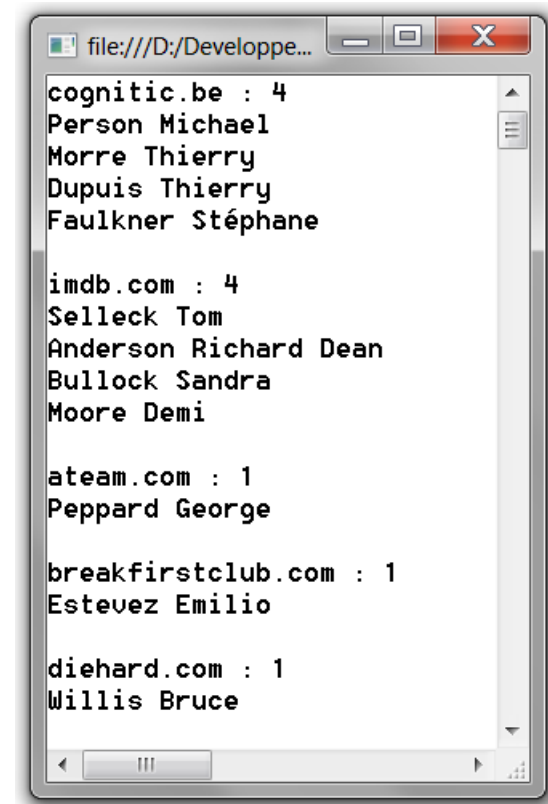 file:///D:/Developpe...
cognitic.be : 4
Person Michael
Morre Thierry
Dupuis Thierry
Faulkner Stéphane
imdb.com : 4
Selleck Tom
Anderson Richard Dean
Bullock Sandra
Moore Demi
ateam.com : 1
Peppard George
breakfirstclub.com : 1
Estevez Emilio
diehard.com : 1
Willis Bruce